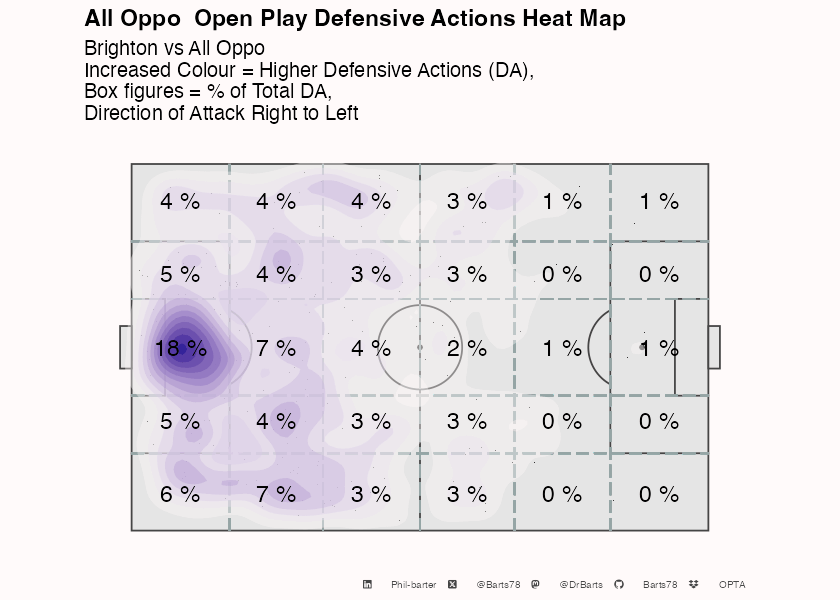 All Oppo  Open Play Defensive Actions Heat Map
Brighton vs All Oppo
Increased Colour = Higher Defensive Actions (DA),
Box figures = % of Total DA,
Direction of Attack Right to Left
4 % 4 % 4 % 3 % 1 % 1 %
5 % 4 % 3 % 3 % 0 % 0 %
18 % 7 % 4 % 2 % 1 % 1 %
5 % 4 % 3 % 3 % 0 % 0 %
6 % 7 % 3 % 3 % 0 % 0 %
Phil-barter @Barts78 @DrBarts Barts78 OPTA